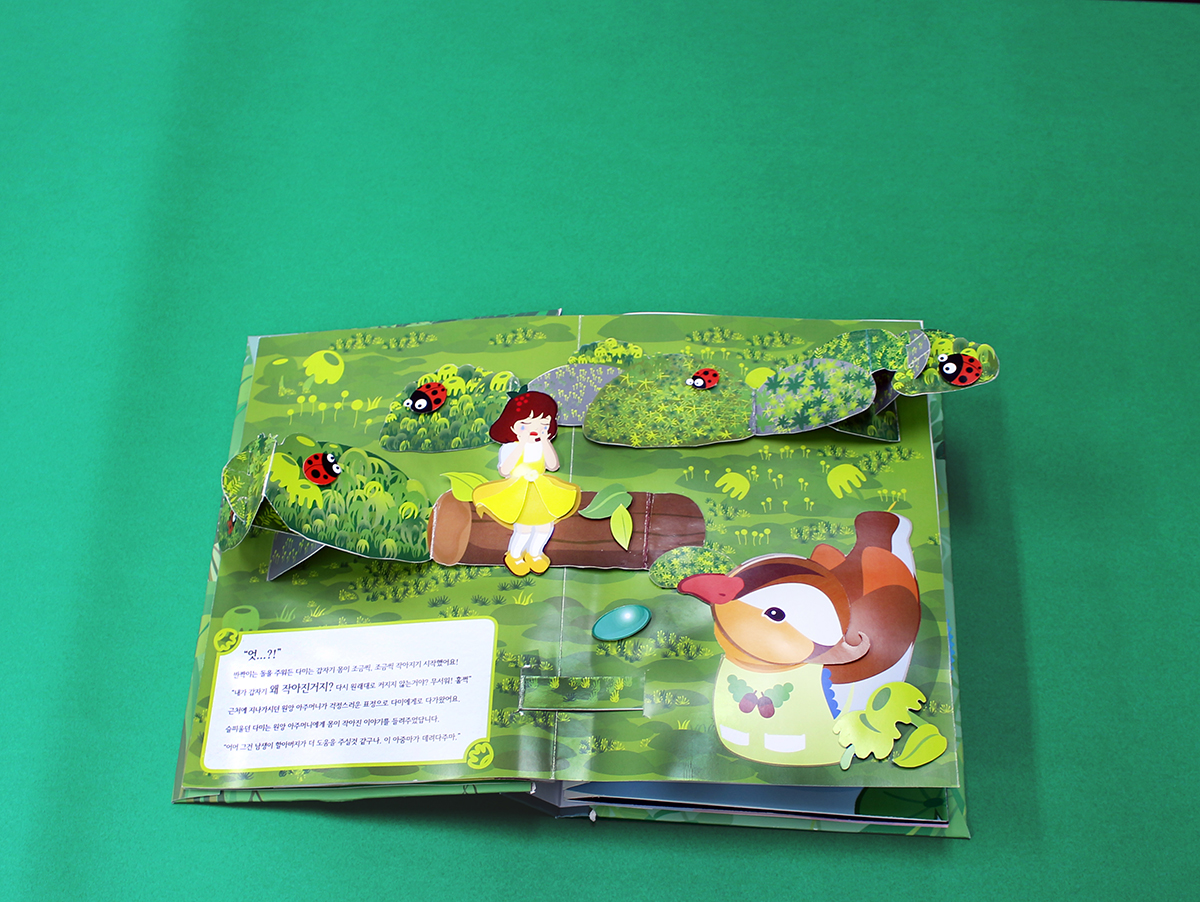 "엇...?!"
반짝이는 돌을 주워든 다미는 갑자기 몸이 조금씩, 조금씩 작아지기 시작했어요!
"내가 갑자기 왜 작아진거지? 다시 원래대로 커지지 않는거야? 무서워! 훌쩍"
근처에 지나가시던 원앙 아주머니가 걱정스러운 표정으로 다미에게로 다가왔어요.
슬피울던 다미는 원앙 아주머니에게 몸이 작아진 이야기를 들려주었답니다.
"어머 그건 남생이 할아버지가 더 도움을 주실것 같구나. 이 아줌마가 데려다주마."